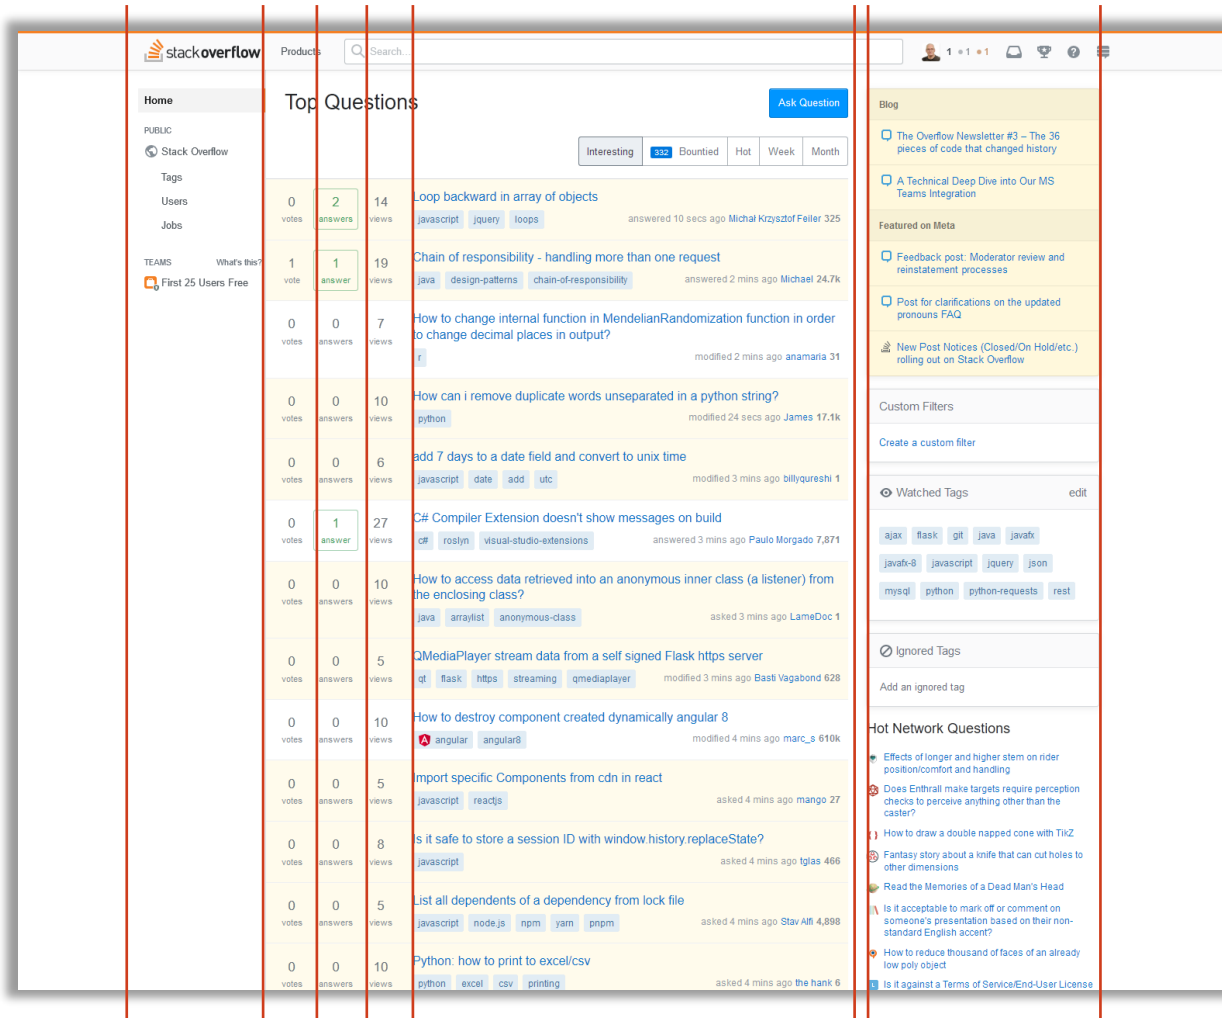 stackoverflow Products Search... 1 1 1
Home
PUBLIC
Stack Overflow
Tags
Users
Jobs
TEAMS What's this?
First 25 Users Free
Top Questions Ask Question
Interesting 332 Bountied Hot Week Month
0 2 14 Loop backward in array of objects
votes answers views javascript jquery loops answered 10 secs ago Michał Krzysztof Feiler 325
1 1 19 Chain of responsibility - handling more than one request
vote answer views java design-patterns chain-of-responsibility answered 2 mins ago Michael 24.7k
0 0 7 How to change internal function in MendelianRandomization function in order
votes answers views to change decimal places in output?
r modified 2 mins ago anamaria 31
0 0 10 How can i remove duplicate words unseparated in a python string?
votes answers views python modified 24 secs ago James 17.1k
0 0 6 add 7 days to a date field and convert to unix time
votes answers views javascript date add utc modified 3 mins ago billyqureshi 1
0 1 27 C# Compiler Extension doesn't show messages on build
votes answer views c# roslyn visual-studio-extensions answered 3 mins ago Paulo Morgado 7,871
0 0 10 How to access data retrieved into an anonymous inner class (a listener) from
votes answers views the enclosing class?
java arraylist anonymous-class asked 3 mins ago LameDoc 1
0 0 5 QMediaPlayer stream data from a self signed Flask https server
votes answers views qt flask https streaming qmediaplayer modified 3 mins ago Basti Vagabond 628
0 0 10 How to destroy component created dynamically angular 8
votes answers views angular angular8 modified 4 mins ago marc_s 610k
0 0 5 Import specific Components from cdn in react
votes answers views javascript reactjs asked 4 mins ago mango 27
0 0 8 Is it safe to store a session ID with window.history.replaceState?
votes answers views javascript asked 4 mins ago tglas 466
0 0 5 List all dependents of a dependency from lock file
votes answers views javascript node.js npm yarn pnpm asked 4 mins ago Stav Alfi 4,898
0 0 10 Python: how to print to excel/csv
votes answers views python excel csv printing asked 4 mins ago the hank 6
Blog
The Overflow Newsletter #3 – The 36
pieces of code that changed history
A Technical Deep Dive into Our MS
Teams Integration
Featured on Meta
Feedback post: Moderator review and
reinstatement processes
Post for clarifications on the updated
pronouns FAQ
New Post Notices (Closed/On Hold/etc.)
rolling out on Stack Overflow
Custom Filters
Create a custom filter
Watched Tags edit
ajax flask git java javafx
javafx-8 javascript jquery json
mysql python python-requests rest
Ignored Tags
Add an ignored tag
Hot Network Questions
Effects of longer and higher stem on rider
position/comfort and handling
Does Enthrall make targets require perception
checks to perceive anything other than the
caster?
How to draw a double napped cone with TikZ
Fantasy story about a knife that can cut holes to
other dimensions
Read the Memories of a Dead Man's Head
Is it acceptable to mark off or comment on
someone's presentation based on their non-
standard English accent?
How to reduce thousand of faces of an already
low poly object
Is it against a Terms of Service/End-User License